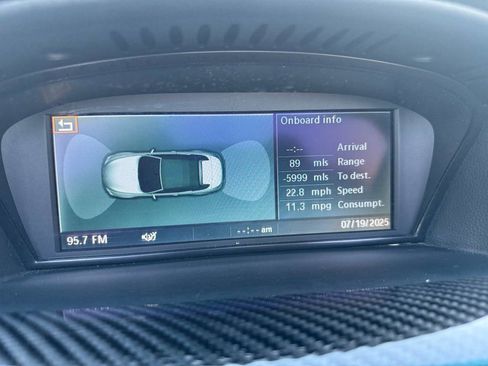 Onboard info
--:-- Arrival
89 mls Range
-5999 mls To dest.
22.8 mph Speed
11.3 mpg Consumpt.
95.7 FM --:-- am 07/19/2025